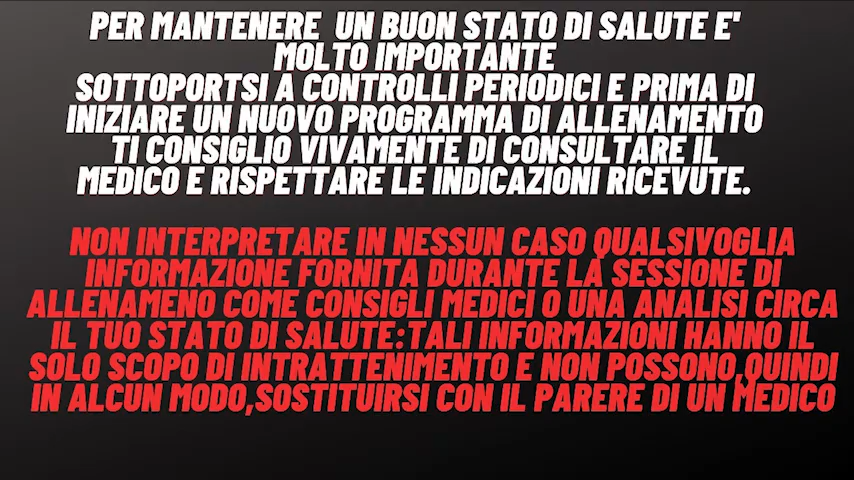 PER MANTENERE UN BUON STATO DI SALUTE E'
MOLTO IMPORTANTE
SOTTOPORTSI A CONTROLLI PERIODICI E PRIMA DI
INIZIARE UN NUOVO PROGRAMMA DI ALLENAMENTO
TI CONSIGLIO VIVAMENTE DI CONSULTARE IL
MEDICO E RISPETTARE LE INDICAZIONI RICEVUTE.
NON INTERPRETARE IN NESSUN CASO QUALSIVOGLIA
INFORMAZIONE FORNITA DURANTE LA SESSIONE DI
ALLENAMENO COME CONSIGLI MEDICI O UNA ANALISI CIRCA
IL TUO STATO DI SALUTE:TALI INFORMAZIONI HANNO IL
SOLO SCOPO DI INTRATTENIMENTO E NON POSSONO,QUINDI
IN ALCUN MODO,SOSTITUIRSI CON IL PARERE DI UN MEDICO